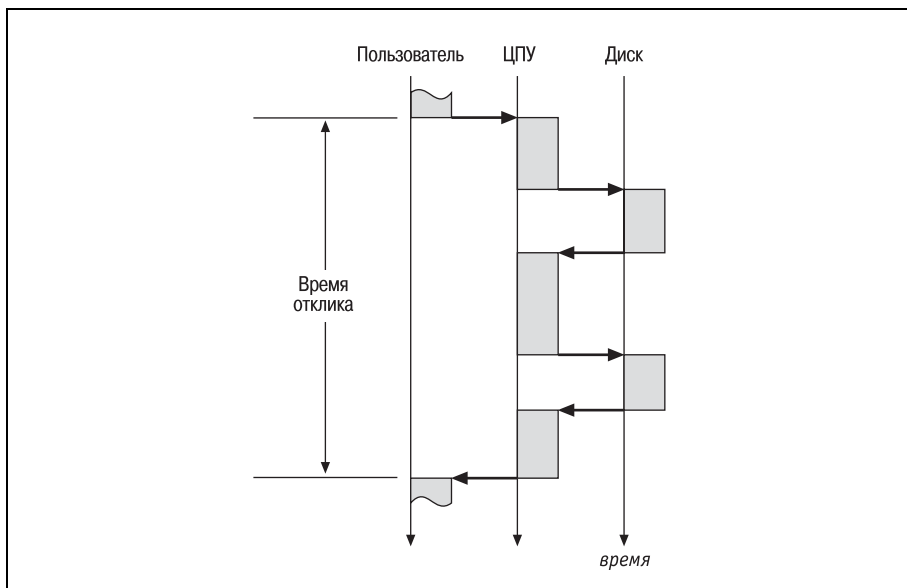 Пользователь
ЦПУ
Диск
Время
отклика
время